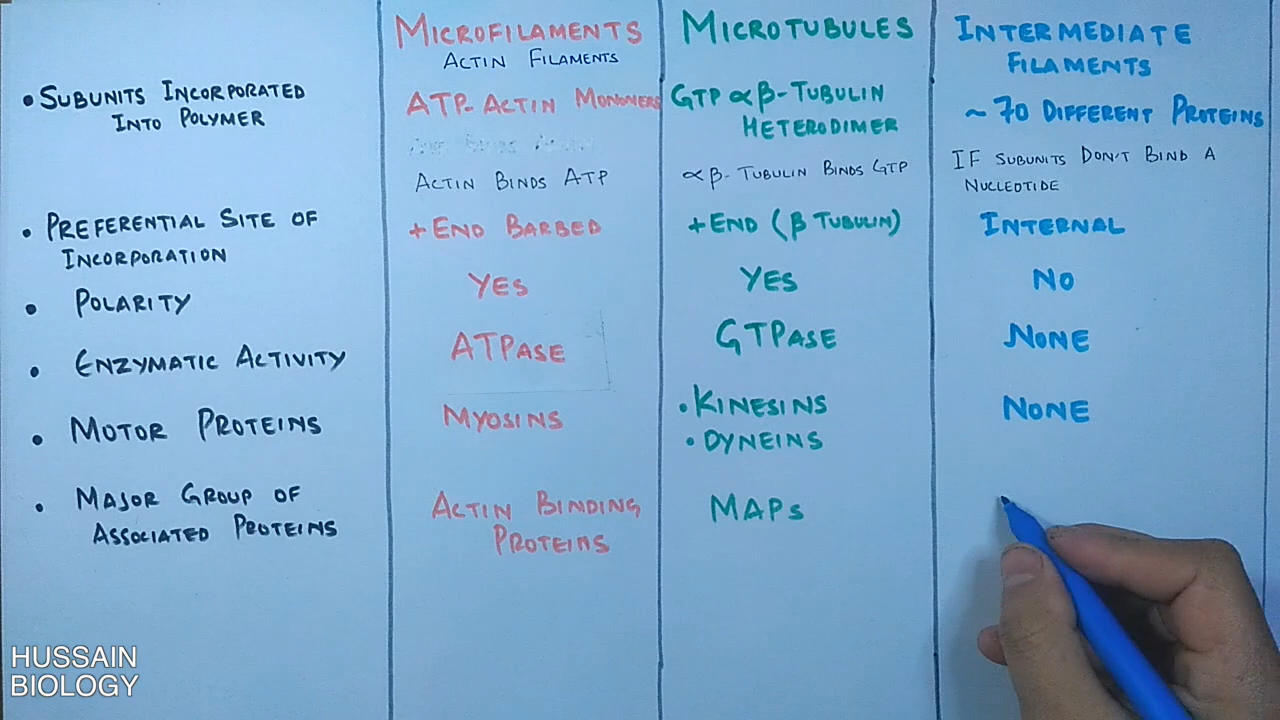 MICROFILAMENTS
ACTIN FILAMENTS
MICROTUBULES
INTERMEDIATE
FILAMENTS
• SUBUNITS INCORPORATED
INTO POLYMER
ATP-ACTIN MONOMERS
GTP αβ-TUBULIN
HETERODIMER
~70 DIFFERENT PROTEINS
ACTIN BINDS ATP
αβ-TUBULIN BINDS GTP
IF SUBUNITS DON'T BIND A
NUCLEOTIDE
• PREFERENTIAL SITE OF
INCORPORATION
+END BARBED
+END (β TUBULIN)
INTERNAL
• POLARITY
YES
YES
NO
• ENZYMATIC ACTIVITY
ATPASE
GTPASE
NONE
• MOTOR PROTEINS
MYOSINS
• KINESINS
• DYNEINS
NONE
• MAJOR GROUP OF
ASSOCIATED PROTEINS
ACTIN BINDING
PROTEINS
MAPs
HUSSAIN
BIOLOGY